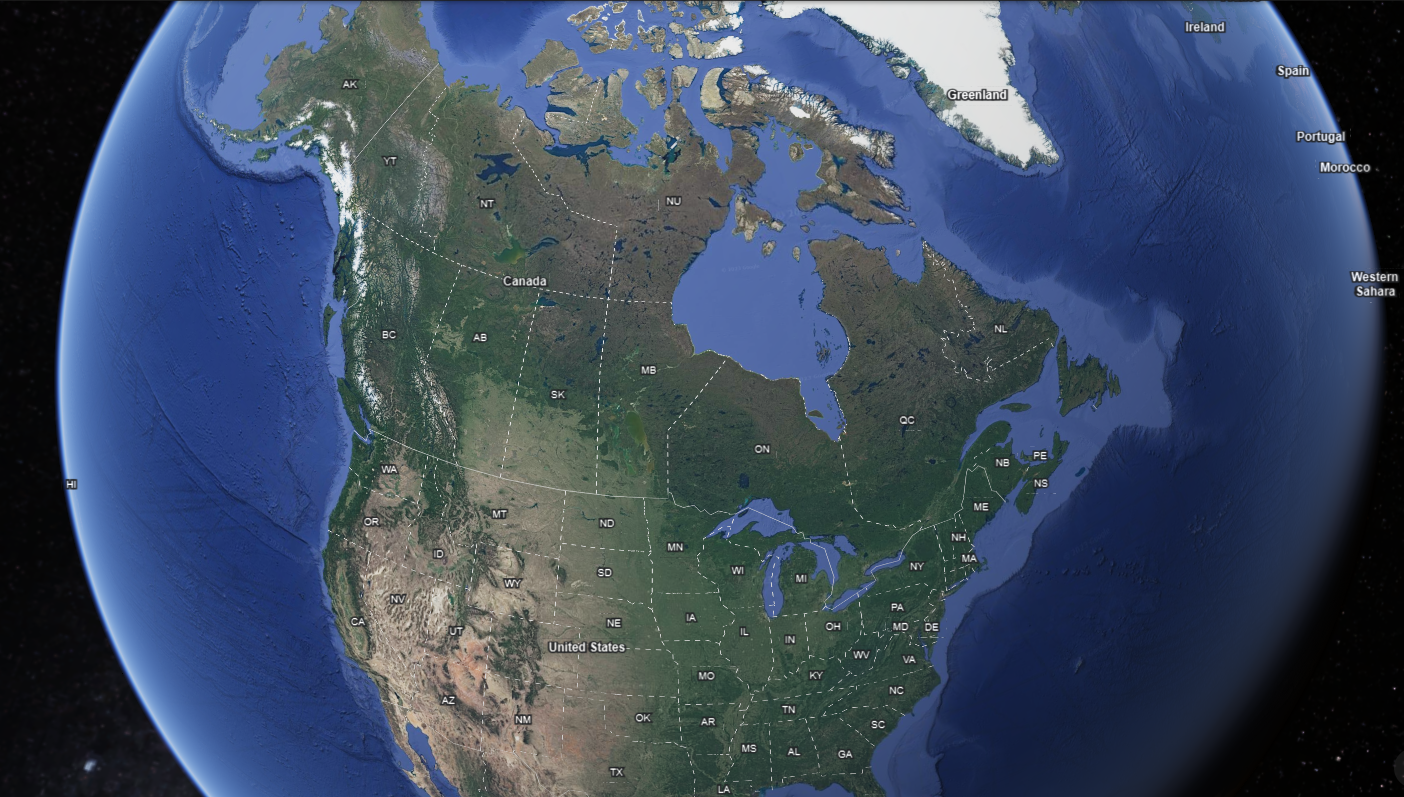 Ireland
Spain
AK
Greenland
Portugal
YT
Morocco
NT
NU
Canada
Western
Sahara
BC
AB
NL
MB
SK
QC
ON
PE
NB
WA
HI
NS
ME
MT
OR
ND
NH
MN
ID
MA
NY
WI
SD
MI
WY
NV
PA
CA
UT
NE
IA
IL
OH
MD
DE
IN
United States
WV
VA
MO
KY
NC
AZ
TN
NM
OK
AR
SC
MS
AL
GA
TX
LA